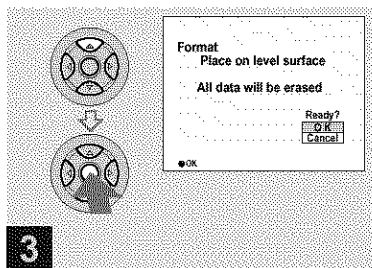 Format
Place on level surface
All data will be erased
Ready?
OK
Cancel
OK
3